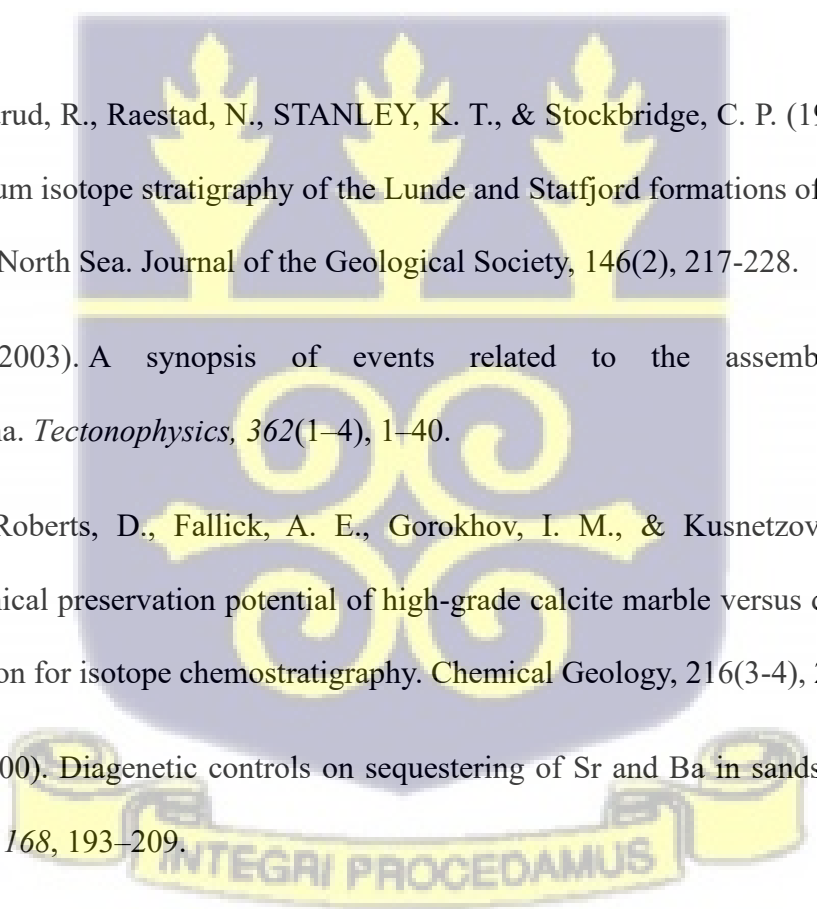 rud, R., Raestad, N., STANLEY, K. T., & Stockbridge, C. P. (19
um isotope stratigraphy of the Lunde and Statfjord formations of
North Sea. Journal of the Geological Society, 146(2), 217-228.
2003). A synopsis of events related to the assemb
na. Tectonophysics, 362(1–4), 1–40.
Roberts, D., Fallick, A. E., Gorokhov, I. M., & Kusnetzov
nical preservation potential of high-grade calcite marble versus
on for isotope chemostratigraphy. Chemical Geology, 216(3-4),
00). Diagenetic controls on sequestering of Sr and Ba in sands
168, 193–209.
INTEGRI PROCEDAMUS